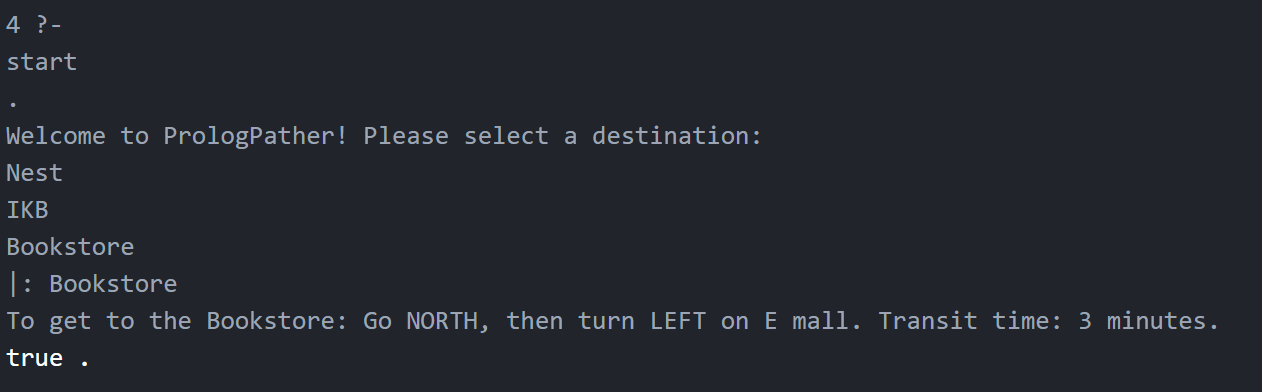 4 ?-
start
.
Welcome to PrologPather! Please select a destination:
Nest
IKB
Bookstore
|: Bookstore
To get to the Bookstore: Go NORTH, then turn LEFT on E mall. Transit time: 3 minutes.
true .